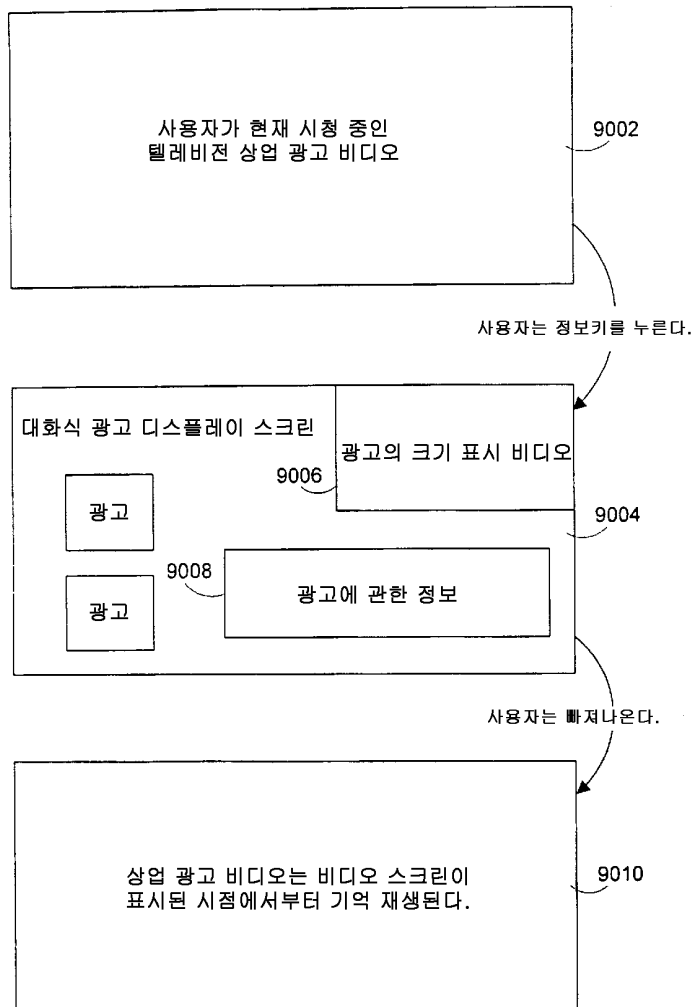 사용자가 현재 시청 중인
텔레비전 상업 광고 비디오
9002
사용자는 정보키를 누른다.
대화식 광고 디스플레이 스크린
광고의 크기 표시 비디오
9006
9004
광고
9008
광고에 관한 정보
광고
사용자는 빠져나온다.
상업 광고 비디오는 비디오 스크린이
표시된 시점에서부터 기억 재생된다.
9010